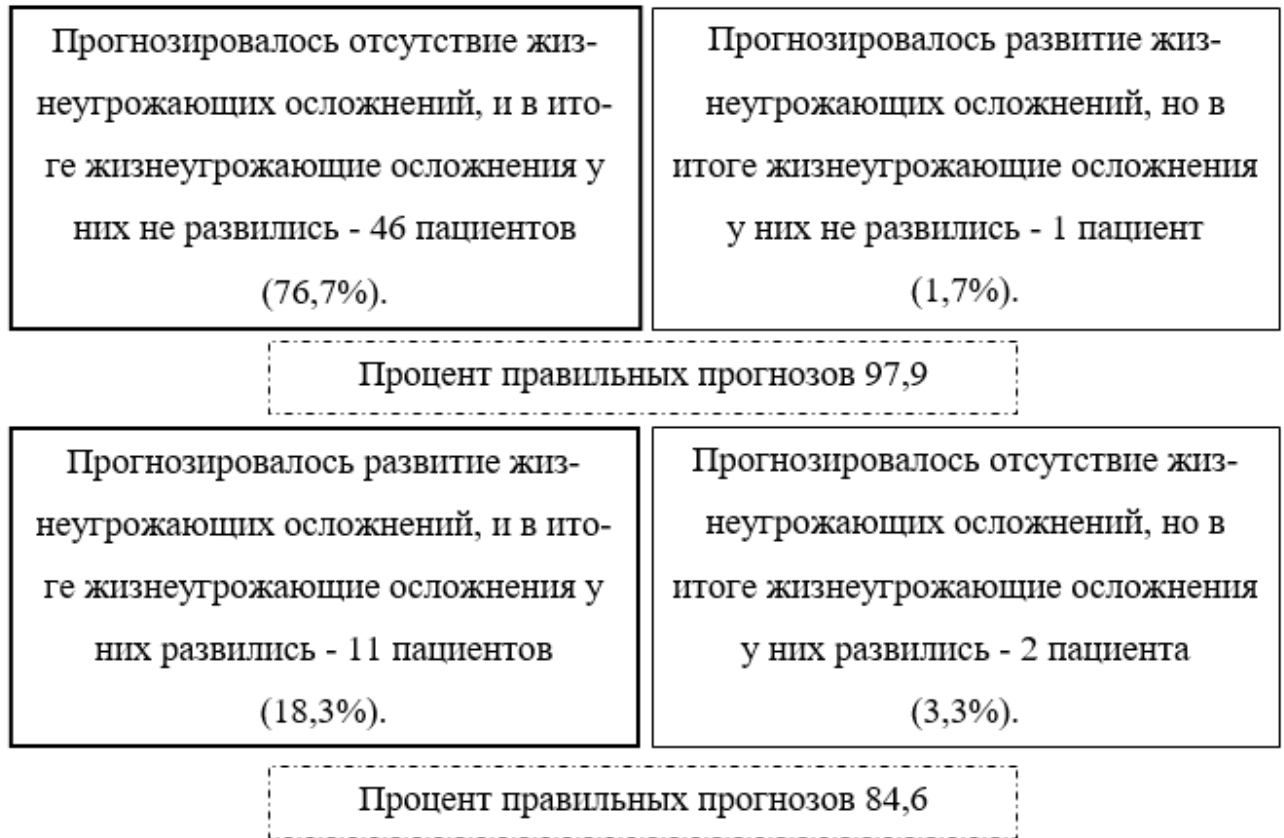 Прогнозировалось отсутствие жиз-
неугрожающих осложнений, и в ито-
ге жизнеугрожающие осложнения у
них не развились - 46 пациентов
(76,7%).
Прогнозировалось развитие жиз-
неугрожающих осложнений, но в
итоге жизнеугрожающие осложнения
у них не развились - 1 пациент
(1,7%).
Процент правильных прогнозов 97,9
Прогнозировалось развитие жиз-
неугрожающих осложнений, и в ито-
ге жизнеугрожающие осложнения у
них развились - 11 пациентов
(18,3%).
Прогнозировалось отсутствие жиз-
неугрожающих осложнений, но в
итоге жизнеугрожающие осложнения
у них развились - 2 пациента
(3,3%).
Процент правильных прогнозов 84,6